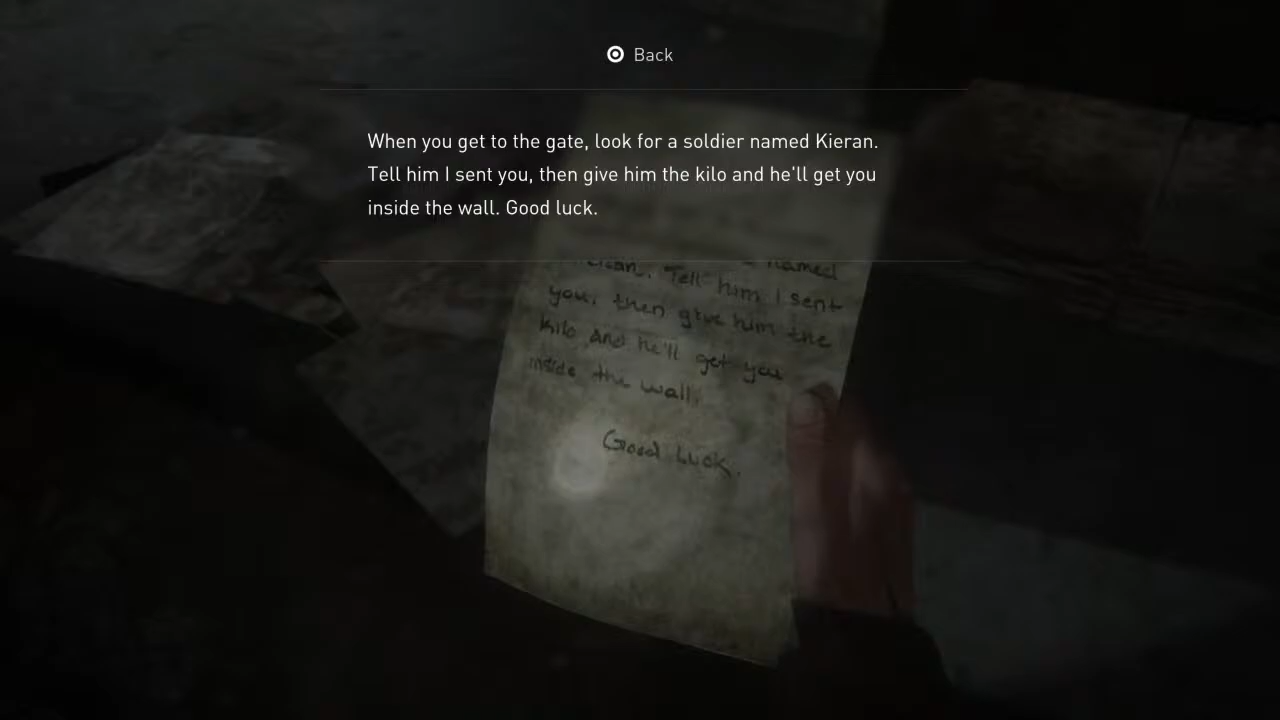 Back
When you get to the gate, look for a soldier named Kieran.
Tell him I sent you, then give him the kilo and he'll get you
inside the wall. Good luck.
named
Tell him I sent
you, then give him the
kilo and he'll get you
inside the wall.
Good Luck.